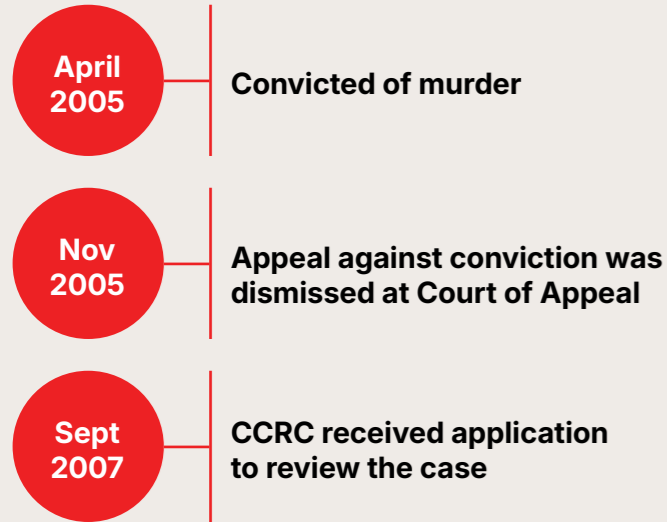 April
2005
Convicted of murder
Nov
2005
Appeal against conviction was
dismissed at Court of Appeal
Sept
2007
CCRC received application
to review the case